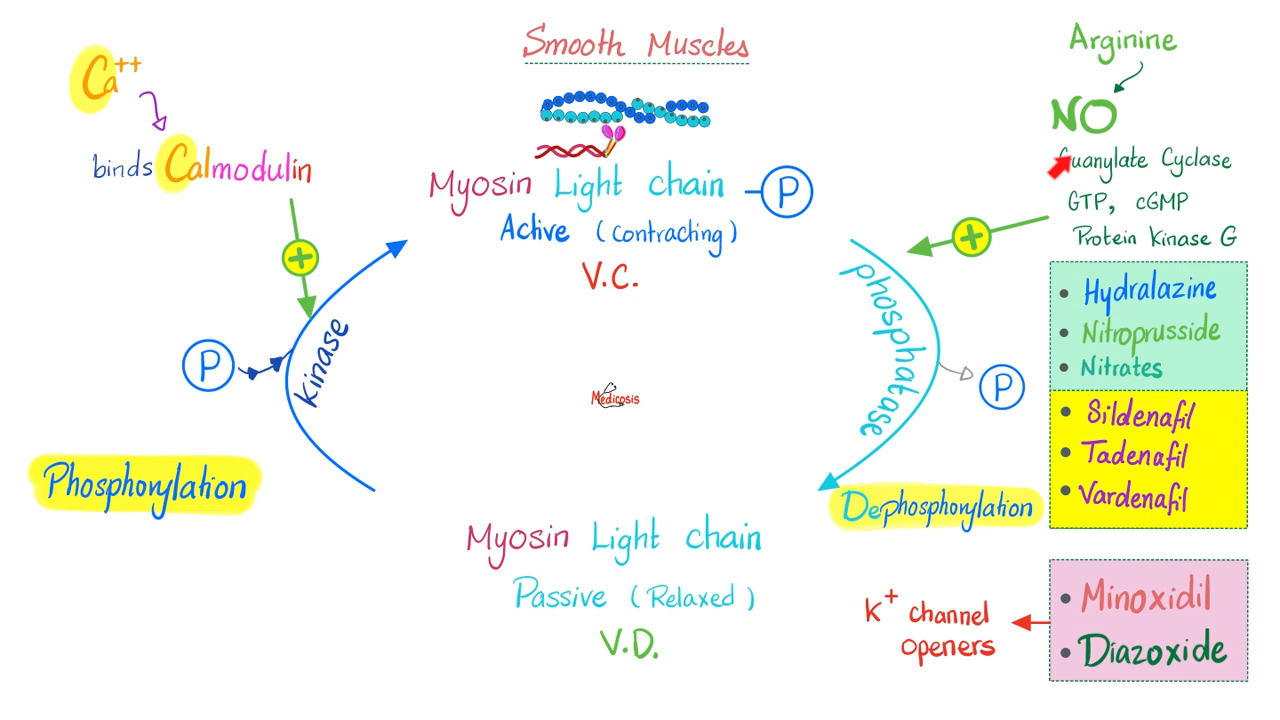 Smooth Muscles
Ca++
binds Calmodulin
+
P
kinase
Phosphorylation
Myosin Light chain - P
Active (Contracting)
V.C.
Medicosis
Myosin Light chain
Passive (Relaxed)
V.D.
phosphatase
P
Dephosphorylation
Arginine
NO
Guanylate Cyclase
GTP, cGMP
Protein Kinase G
+
• Hydralazine
• Nitroprusside
• Nitrates
• Sildenafil
• Tadenafil
• Vardenafil
K+ channel
openers
• Minoxidil
• Diazoxide